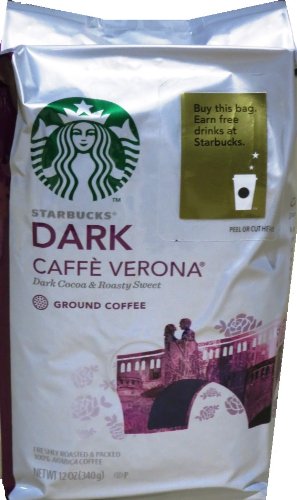 Buy this bag.
Earn free
drinks at
Starbucks.
PEEL OR CUT HERE
TM
STARBUCKS®
DARK
CAFFÈ VERONA®
Dark Cocoa & Roasty Sweet
GROUND COFFEE
FRESHLY ROASTED & PACKED
100% ARABICA COFFEE
NET WT 12 OZ (340g)